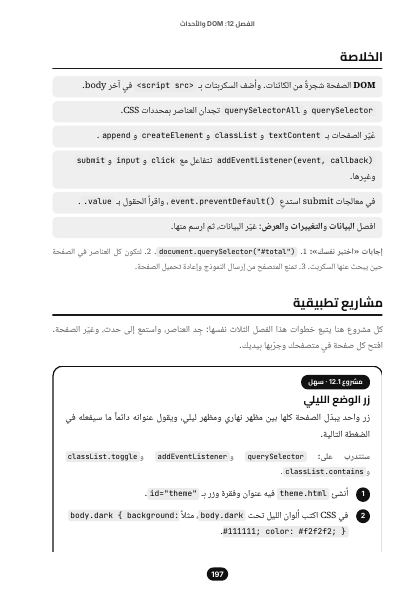 الفصل 12: DOM والأحداث
الخلاصة
DOM الصفحة شجرةً من الكائنات. وأضف السكربتات بـ <script src> في آخر body.
querySelector و querySelectorAll تجدان العناصر بمحددات CSS.
غيّر الصفحات بـ textContent و classList و createElement و append .
addEventListener(event, callback) تتفاعل مع click و input و submit
وغيرها.
في معالجات submit استدعِ event.preventDefault() ، واقرأ الحقول بـ .value .
افصل البيانات والتغييرات والعرض: غيّر البيانات، ثم ارسم منها.
إجابات «اختبر نفسك»: 1. document.querySelector("#total") . 2. لتكون كل العناصر في الصفحة
حين يبحث عنها السكربت. 3. تمنع المتصفح من إرسال النموذج وإعادة تحميل الصفحة.
مشاريع تطبيقية
كل مشروع هنا يتبع خطوات هذا الفصل الثلاث نفسها: جِد العناصر، واستمع إلى حدث، وغيّر الصفحة.
افتح كل صفحة في متصفحك وجرّبها بيديك.
مشروع 12.1 · سهل
زر الوضع الليلي
زر واحد يبدّل الصفحة كلها بين مظهر نهاري ومظهر ليلي، ويقول عنوانه دائماً ما سيفعله في
الضغطة التالية.
ستتدرب على: querySelector و addEventListener و classList.toggle
و classList.contains.
1 أنشئ theme.html فيه عنوان وفقرة وزر بـ id="theme" .
2 في CSS اكتب ألوان الليل تحت body.dark ، مثلاً body.dark { background:
#111111; color: #f2f2f2; } .
197